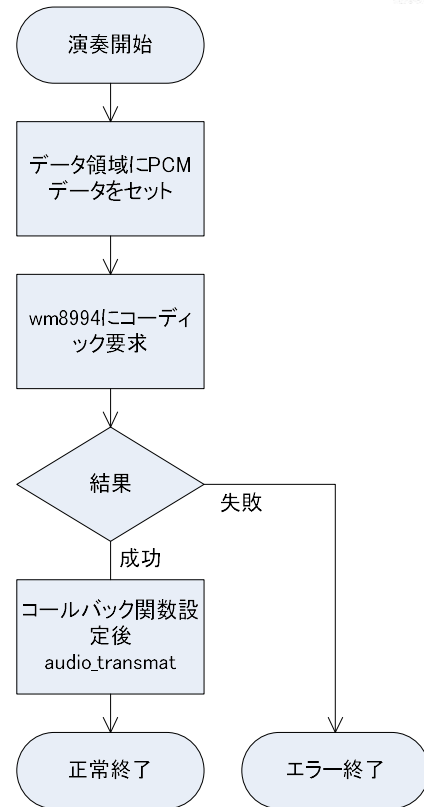 演奏開始
データ領域にPCM
データをセット
wm8994にコーディ
ック要求
結果
失敗
成功
コールバック関数設
定後
audio_transmat
正常終了
エラー終了